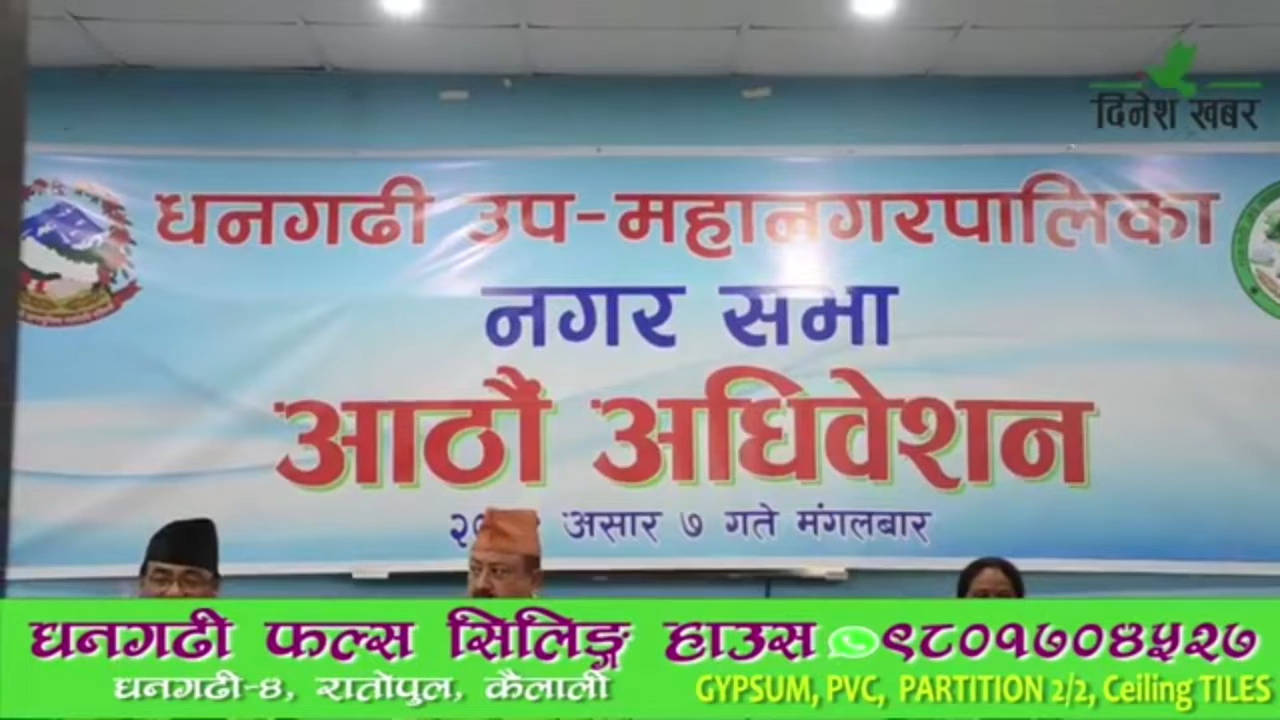 दिनेश खबर
धनगढी उप-महानगरपालिका
नगर सभा
आठौं अधिवेशन
असार ७ गते मंगलबार
धनगढी फल्स सिलिङ्ग हाउस ९८०१७०४५२७
धनगढी-४, रातोपुल, कैलाली GYPSUM, PVC, PARTITION 2/2, Ceiling TILES